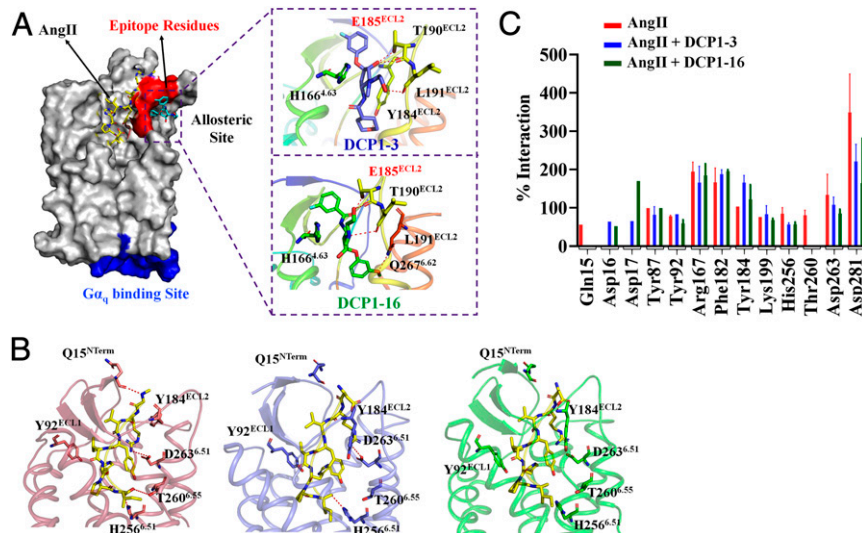 A
AngII
Epitope Residues
Allosteric Site
Gαq binding Site
E185ECL2
T190ECL2
H1664.63
L191ECL2
Y184ECL2
DCP1-3
E185ECL2
T190ECL2
H1664.63
L191ECL2
Q2676.62
DCP1-16
C
AngII
AngII + DCP1-3
AngII + DCP1-16
% Interaction
500
400
300
200
100
0
Gln15
Asp16
Asp17
Tyr87
Tyr92
Arg167
Phe182
Tyr184
Lys199
His256
Thr260
Asp263
Asp281
B
Q15NTerm
Y184ECL2
Y92ECL1
D2636.51
T2606.55
H2566.51
Q15NTerm
Y184ECL2
Y92ECL1
D2636.51
T2606.55
H2566.51
Q15NTerm
Y184ECL2
Y92ECL1
D2636.51
T2606.55
H2566.51